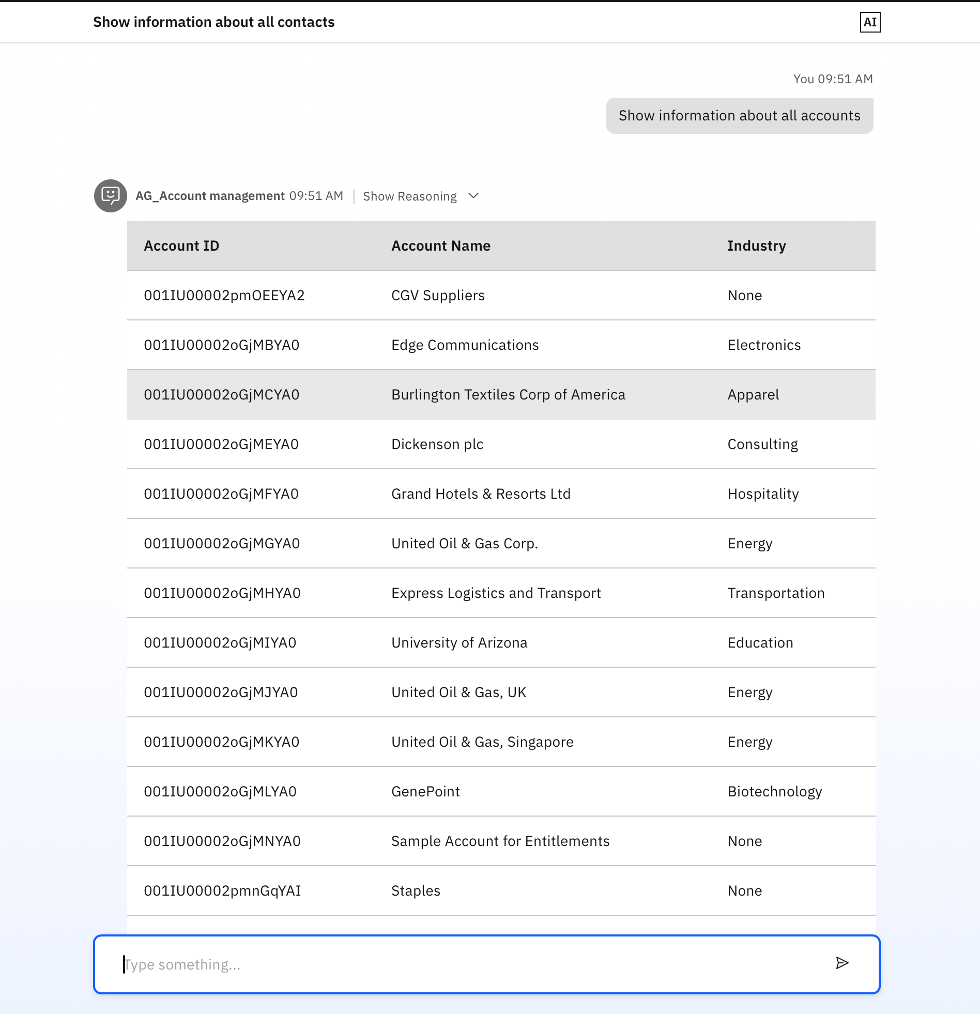 Show information about all contacts
AI
You 09:51 AM
Show information about all accounts
AG_Account management 09:51 AM | Show Reasoning
Account ID Account Name Industry
001IU00002pmOEEYA2 CGV Suppliers None
001IU00002oGjMBYA0 Edge Communications Electronics
001IU00002oGjMCYA0 Burlington Textiles Corp of America Apparel
001IU00002oGjMEYA0 Dickenson plc Consulting
001IU00002oGjMFYA0 Grand Hotels & Resorts Ltd Hospitality
001IU00002oGjMGYA0 United Oil & Gas Corp. Energy
001IU00002oGjMHYA0 Express Logistics and Transport Transportation
001IU00002oGjMIYA0 University of Arizona Education
001IU00002oGjMJYA0 United Oil & Gas, UK Energy
001IU00002oGjMKYA0 United Oil & Gas, Singapore Energy
001IU00002oGjMLYA0 GenePoint Biotechnology
001IU00002oGjMNYA0 Sample Account for Entitlements None
001IU00002pmnGqYAI Staples None
Type something...